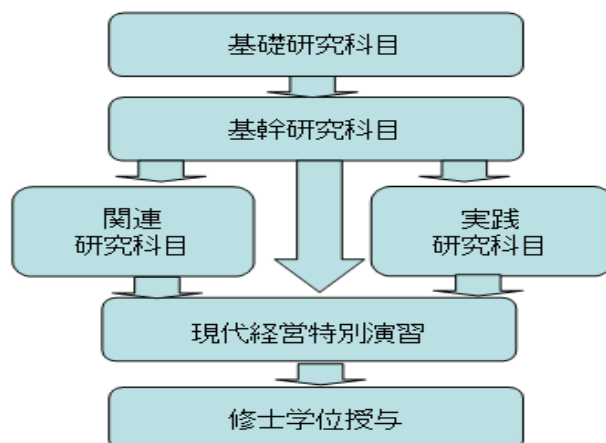 基礎研究科目
基幹研究科目
関連
研究科目
実践
研究科目
現代経営特別演習
修士学位授与